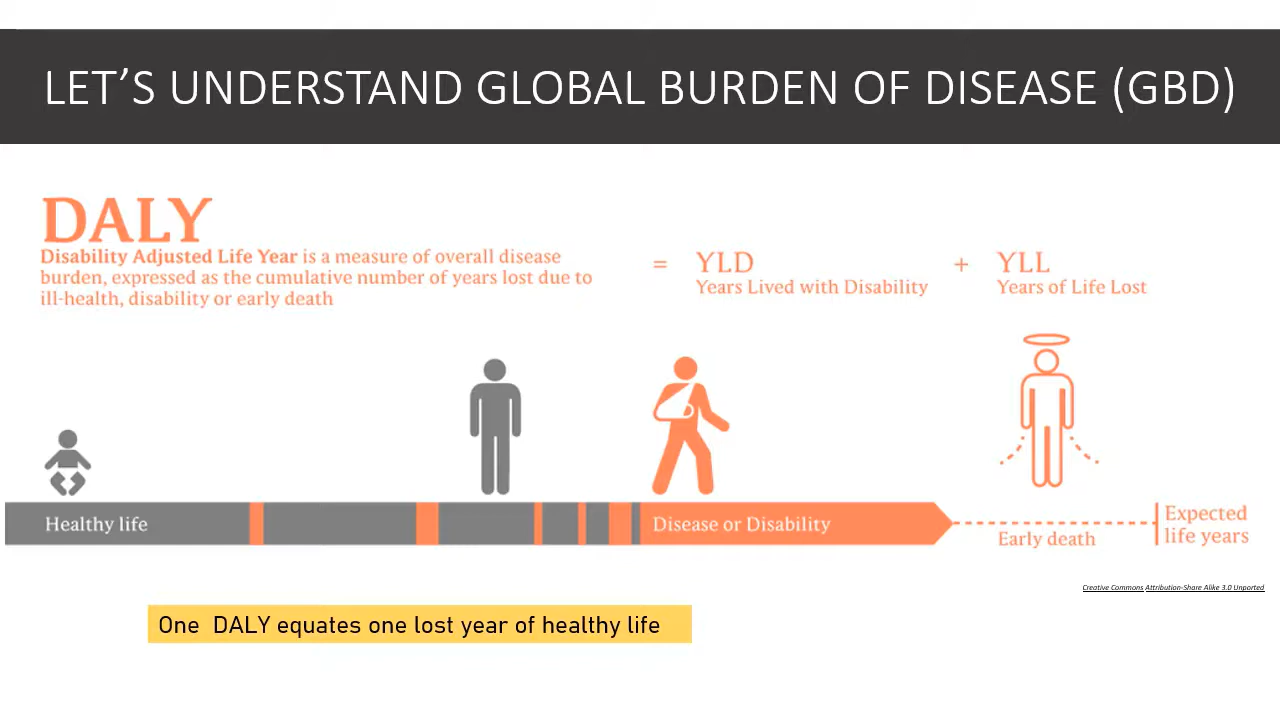 LET’S UNDERSTAND GLOBAL BURDEN OF DISEASE (GBD)
DALY
Disability Adjusted Life Year is a measure of overall disease
burden, expressed as the cumulative number of years lost due to
ill-health, disability or early death
=
YLD
Years Lived with Disability
+
YLL
Years of Life Lost
Healthy life
Disease or Disability
Early death
Expected
life years
Creative Commons Attribution-Share Alike 3.0 Unported
One DALY equates one lost year of healthy life